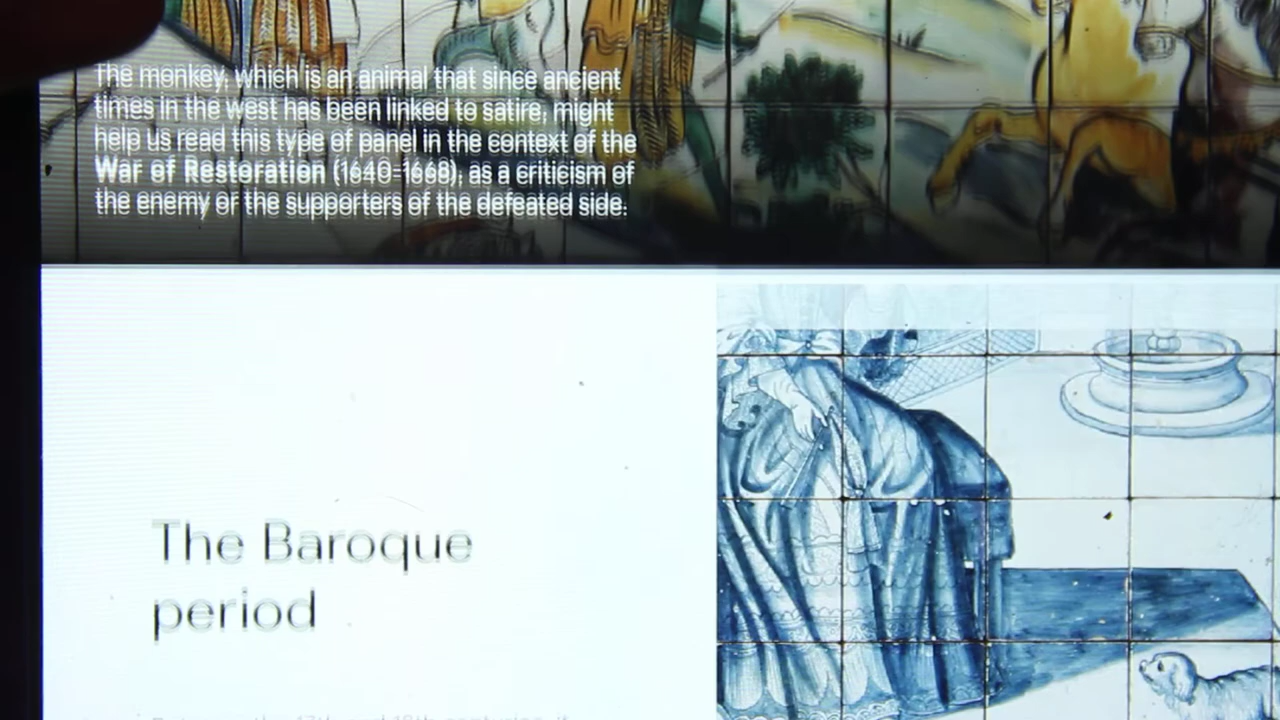 The monkey, which is an animal that since ancient
times in the west has been linked to satire, might
help us read this type of panel in the context of the
War of Restoration (1640-1668), as a criticism of
the enemy or the supporters of the defeated side.
The Baroque
period